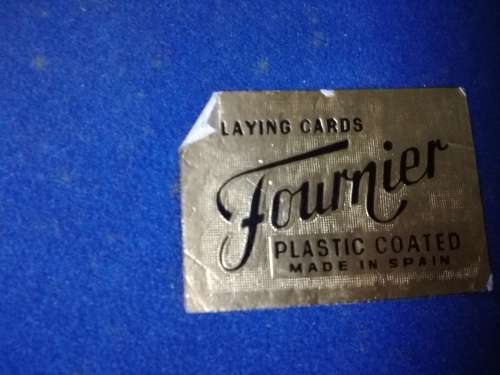 LAYING CARDS
Fournier
PLASTIC COATED
MADE IN SPAIN